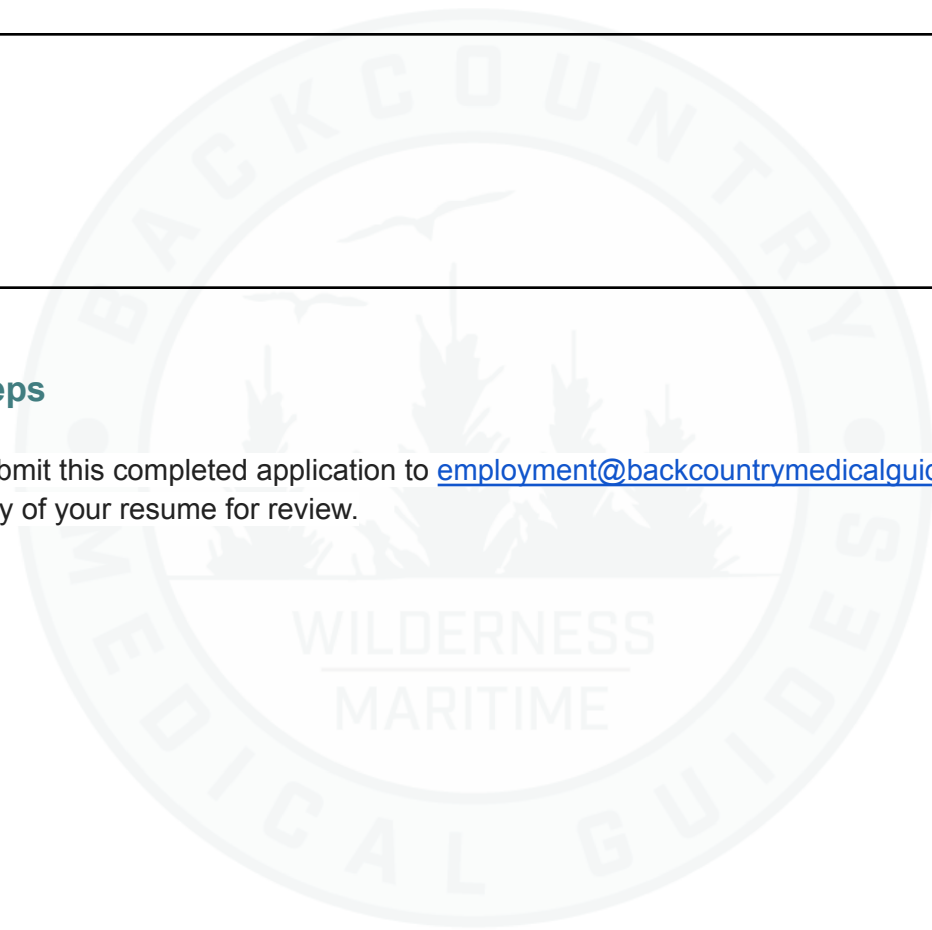 BACKCOUNTRY
eps
bmit this completed application to employment@backcountrymedicalguid
y of your resume for review.
WILDERNESS
MARITIME
MEDICAL GUIDES